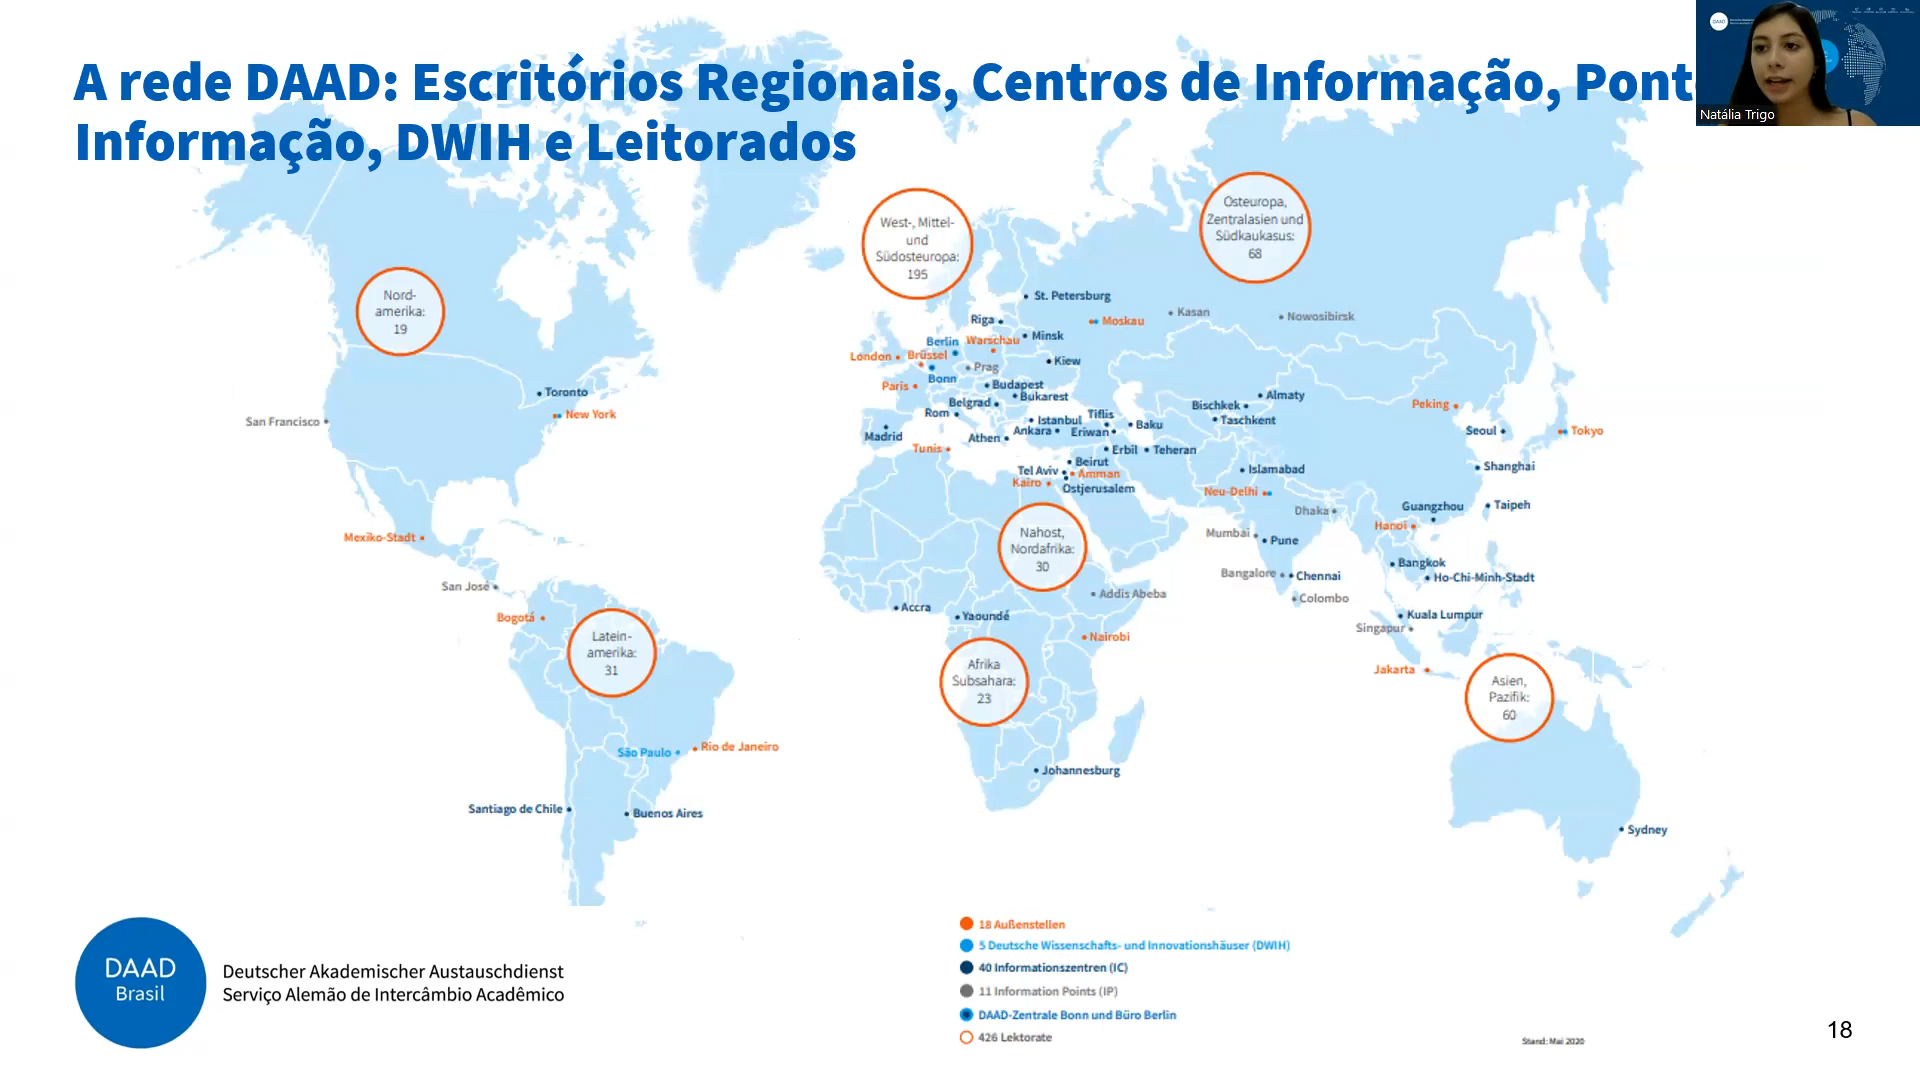 A rede DAAD: Escritórios Regionais, Centros de Informação, Pont
Informação, DWIH e Leitorados
DAAD
Natália Trigo
West-, Mittel-
und
Südosteuropa:
195
Osteuropa,
Zentralasien und
Südkaukasus:
68
Nord-
amerika:
19
St. Petersburg
Riga
Moskau
Kasan
Nowosibirsk
Minsk
Berlin
Warschau
London
Brüssel
Kiew
Prag
Bonn
Paris
Budapest
Bukarest
Belgrad
Rom
Madrid
Athen
Istanbul
Ankara
Tiflis
Eriwan
Baku
Tunis
Erbil
Teheran
Beirut
Tel Aviv
Amman
Kairo
Ostjerusalem
Almaty
Bischkek
Taschkent
Islamabad
Neu-Delhi
Dhaka
Mumbai
Pune
Bangalore
Chennai
Colombo
Peking
Seoul
Tokyo
Shanghai
Guangzhou
Taipeh
Hanoi
Bangkok
Ho-Chi-Minh-Stadt
Kuala Lumpur
Singapur
Jakarta
Toronto
New York
San Francisco
Mexiko-Stadt
San José
Bogotá
Latein-
amerika:
31
Nahost,
Nordafrika:
30
Addis Abeba
Accra
Yaoundé
Nairobi
Afrika
Subsahara:
23
Asien,
Pazifik:
60
São Paulo
Rio de Janeiro
Johannesburg
Santiago de Chile
Buenos Aires
Sydney
18 Außenstellen
5 Deutsche Wissenschafts- und Innovationshäuser (DWIH)
40 Informationszentren (IC)
11 Information Points (IP)
DAAD-Zentrale Bonn und Büro Berlin
426 Lektorate
DAAD
Brasil
Deutscher Akademischer Austauschdienst
Serviço Alemão de Intercâmbio Acadêmico
Stand: Mai 2020
18